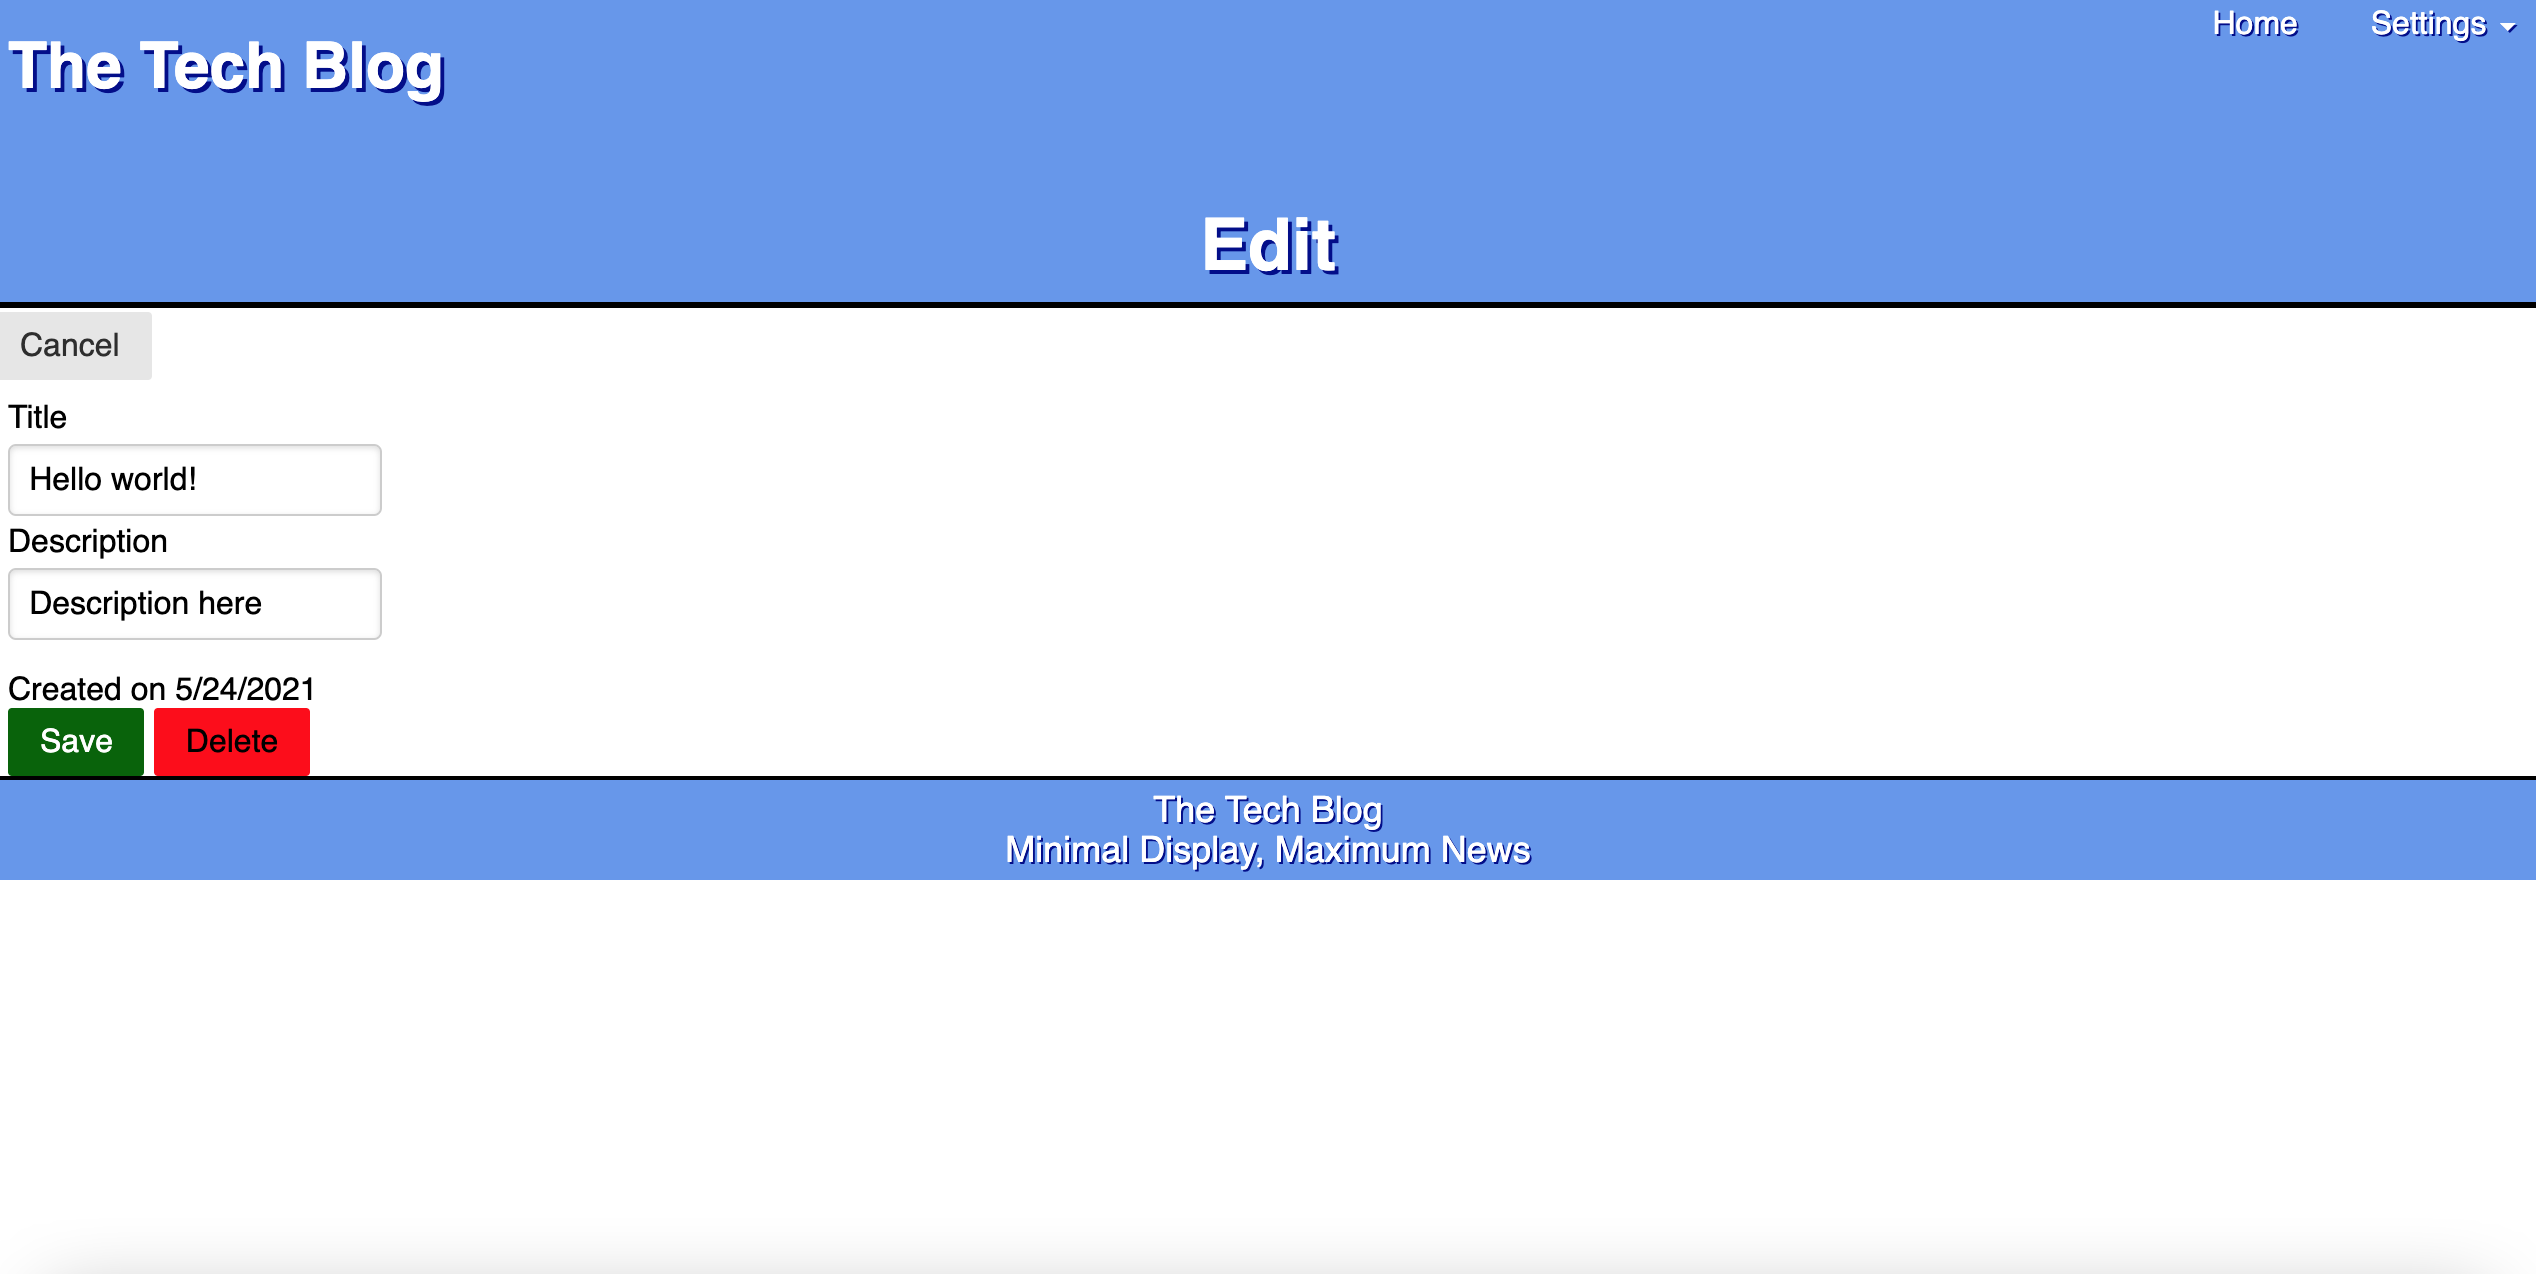 Home Settings
The Tech Blog
Edit
Cancel
Title
Hello world!
Description
Description here
Created on 5/24/2021
Save Delete
The Tech Blog
Minimal Display, Maximum News